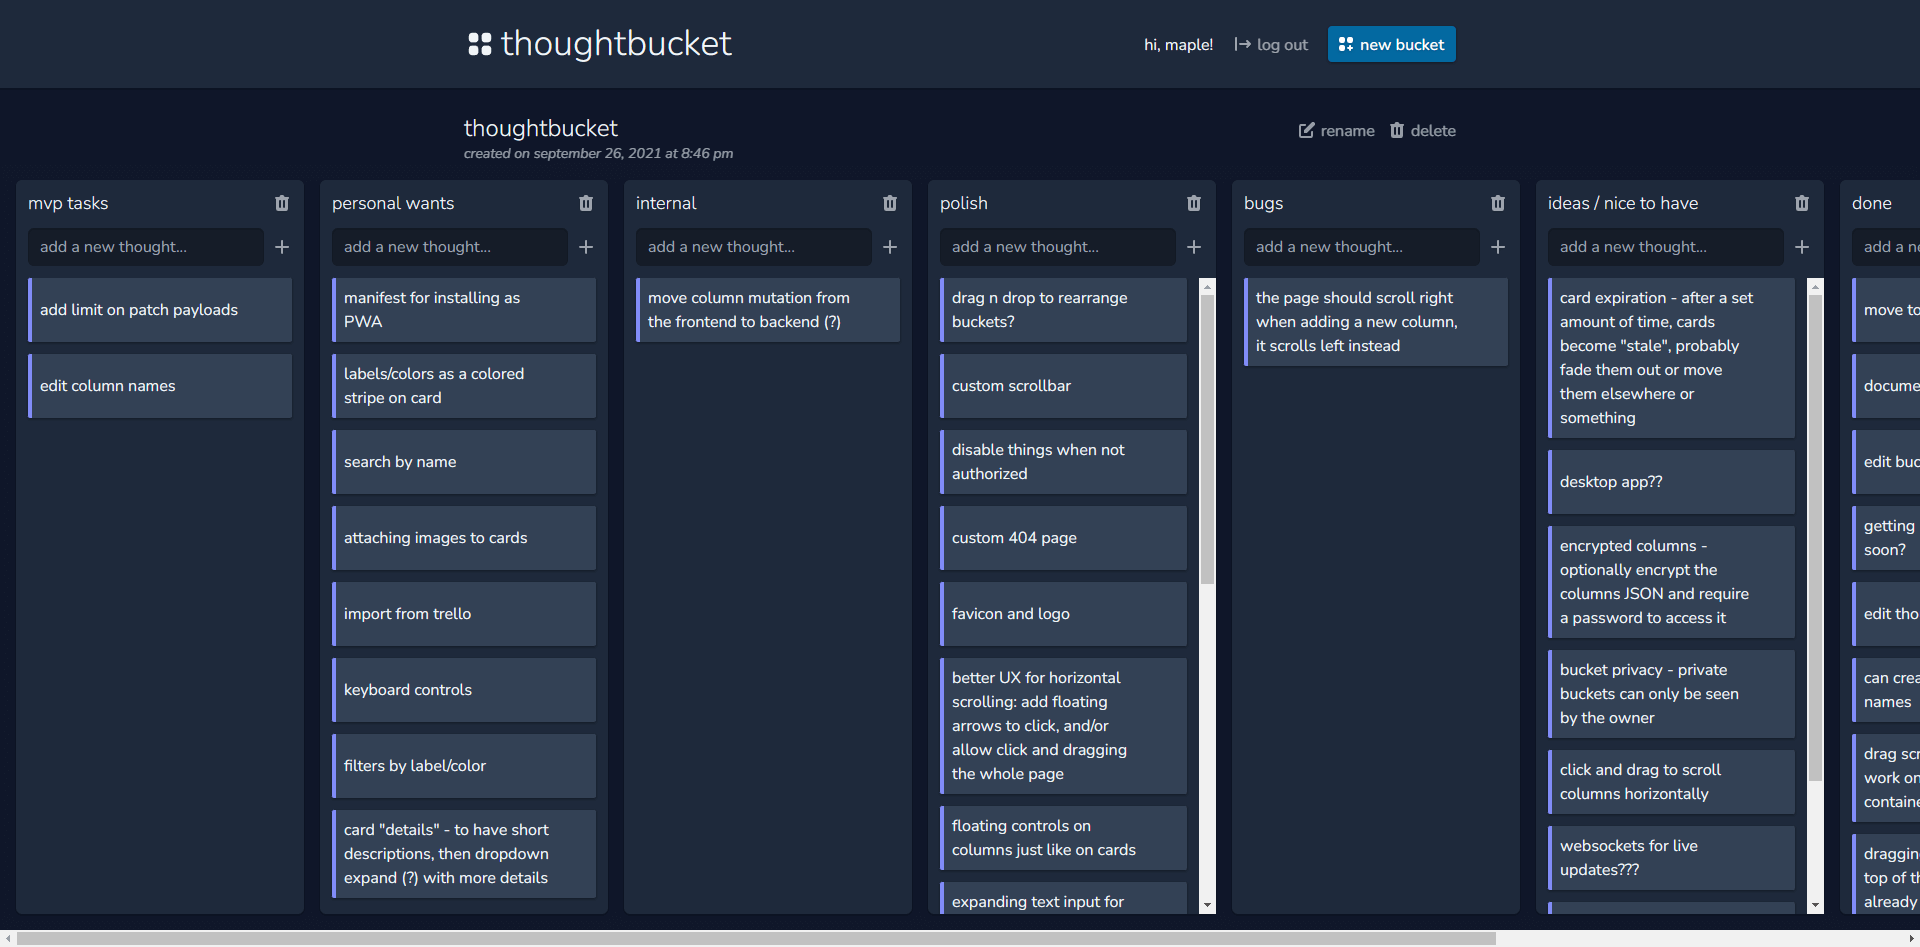 thoughtbucket
hi, maple!
log out
new bucket
thoughtbucket
created on september 26, 2021 at 8:46 pm
rename
delete
mvp tasks
add a new thought...
add limit on patch payloads
edit column names
personal wants
add a new thought...
manifest for installing as
PWA
labels/colors as a colored
stripe on card
search by name
attaching images to cards
import from trello
keyboard controls
filters by label/color
card "details" - to have short
descriptions, then dropdown
expand (?) with more details
internal
add a new thought...
move column mutation from
the frontend to backend (?)
polish
add a new thought...
drag n drop to rearrange
buckets?
custom scrollbar
disable things when not
authorized
custom 404 page
favicon and logo
better UX for horizontal
scrolling: add floating
arrows to click, and/or
allow click and dragging
the whole page
floating controls on
columns just like on cards
expanding text input for
bugs
add a new thought...
the page should scroll right
when adding a new column,
it scrolls left instead
ideas / nice to have
add a new thought...
card expiration - after a set
amount of time, cards
become "stale", probably
fade them out or move
them elsewhere or
something
desktop app??
encrypted columns -
optionally encrypt the
columns JSON and require
a password to access it
bucket privacy - private
buckets can only be seen
by the owner
click and drag to scroll
columns horizontally
websockets for live
updates???
done
add a
move
edit
getting
soon?
edit
can
names
drag
work
top of
already